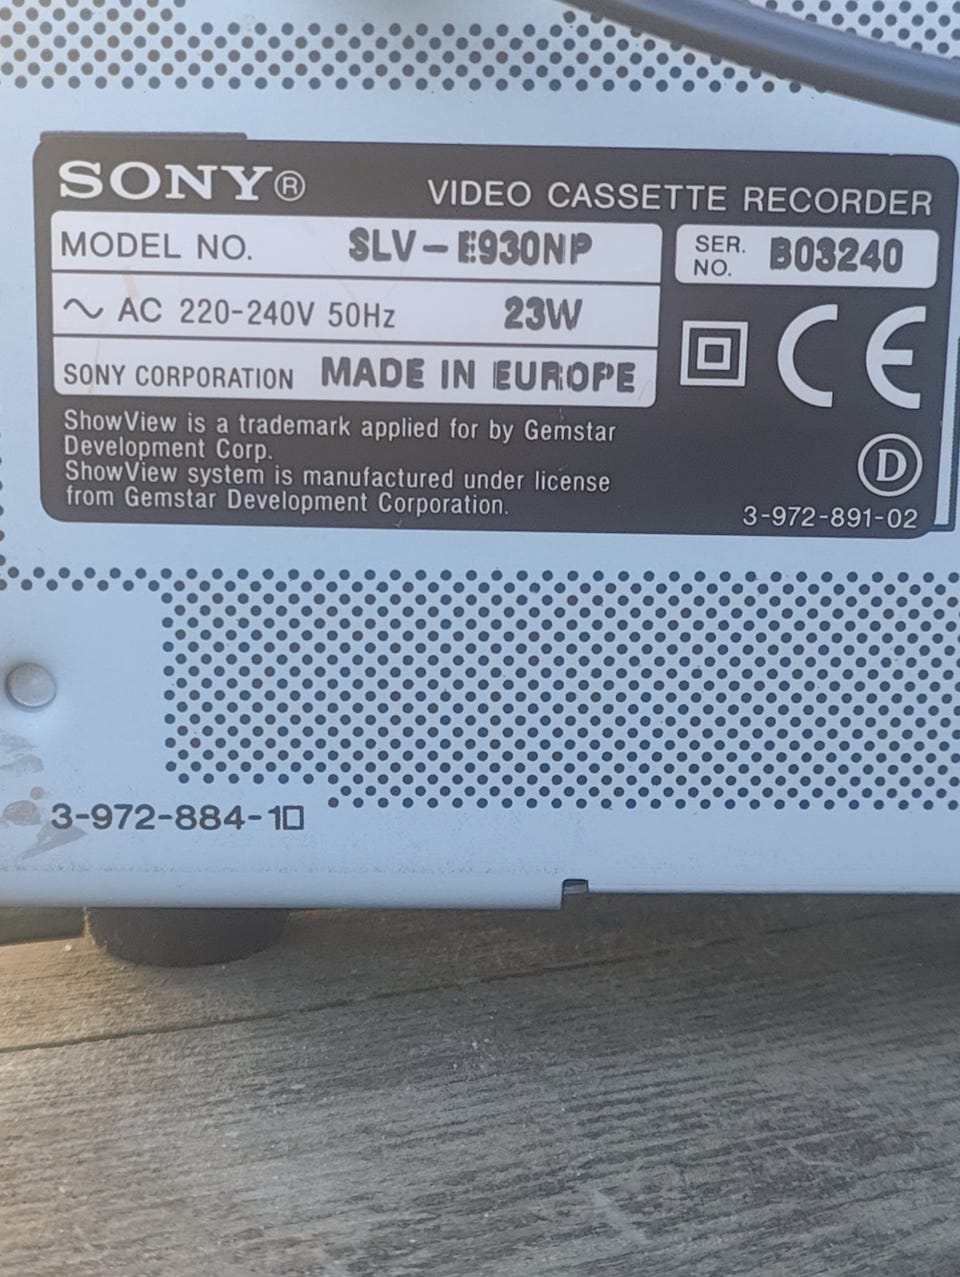 SONY®
VIDEO CASSETTE RECORDER
MODEL NO. SLV-E930NP
SER. NO. B03240
~ AC 220-240V 50Hz 23W
SONY CORPORATION MADE IN EUROPE
CE
ShowView is a trademark applied for by Gemstar
Development Corp.
ShowView system is manufactured under license
from Gemstar Development Corporation.
D
3-972-891-02
3-972-884-1□